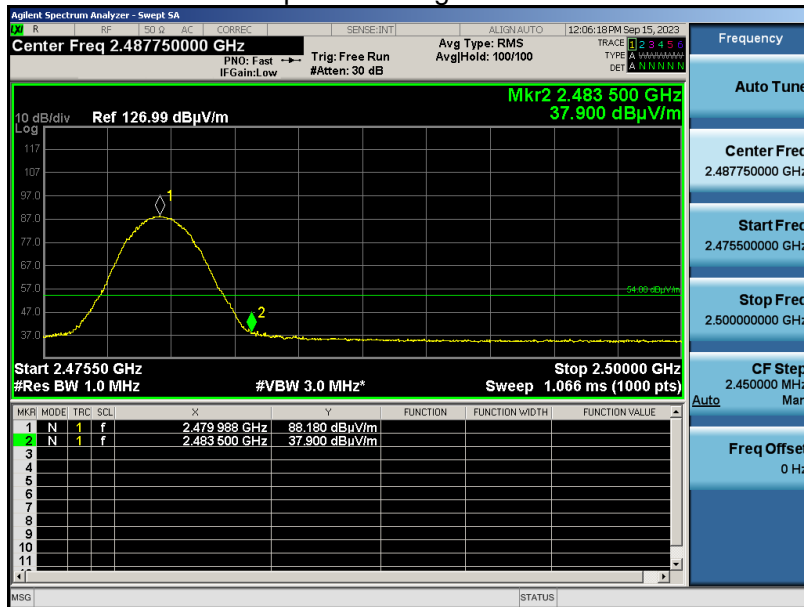 Agilent Spectrum Analyzer - Swept SA
LXI R RF 50 Ω AC CORREC SENSE:INT ALIGN AUTO 12:06:18 PM Sep 15, 2023
Center Freq 2.487750000 GHz
PNO: Fast
IFGain:Low
Trig: Free Run
#Atten: 30 dB
Avg Type: RMS
Avg|Hold: 100/100
TRACE 1 2 3 4 5 6
TYPE A
DET A N N N N N
Mkr2 2.483 500 GHz
37.900 dBµV/m
10 dB/div Ref 126.99 dBµV/m
Log
117
107
97.0
87.0
77.0
67.0
57.0
47.0
37.0
1
2
54.00 dBµV/m
Start 2.47550 GHz Stop 2.50000 GHz
#Res BW 1.0 MHz #VBW 3.0 MHz* Sweep 1.066 ms (1000 pts)
MKR MODE TRC SCL X Y FUNCTION FUNCTION WIDTH FUNCTION VALUE
1 N 1 f 2.479 988 GHz 88.180 dBµV/m
2 N 1 f 2.483 500 GHz 37.900 dBµV/m
3
4
5
6
7
8
9
10
11
MSG STATUS
Frequency
Auto Tune
Center Freq
2.487750000 GHz
Start Freq
2.475500000 GHz
Stop Freq
2.500000000 GHz
CF Step
2.450000 MHz
Auto Man
Freq Offset
0 Hz